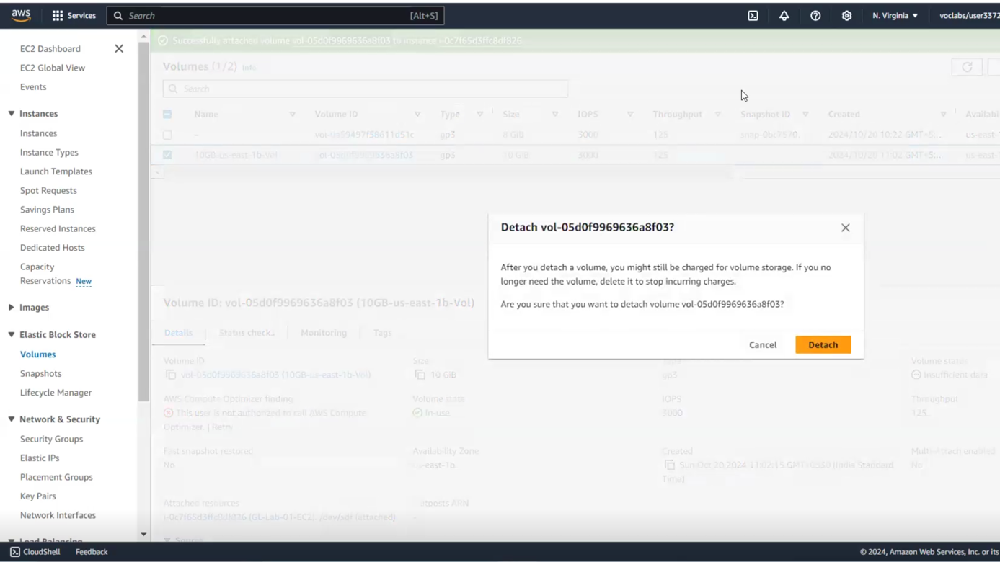 aws
Services
Search
[Alt+S]
N. Virginia
voclabs/user3372
EC2 Dashboard
EC2 Global View
Events
Instances
Instances
Instance Types
Launch Templates
Spot Requests
Savings Plans
Reserved Instances
Dedicated Hosts
Capacity
Reservations New
Images
Elastic Block Store
Volumes
Snapshots
Lifecycle Manager
Network & Security
Security Groups
Elastic IPs
Placement Groups
Key Pairs
Network Interfaces
Load Balancing
Successfully attached volume vol-05d0f9969636a8f03 to instance i-0c7f65d3ffc8df826
Volumes (1/2) Info
Search
Name Volume ID Type Size IOPS Throughput Snapshot ID Created Availabi
– gp3 8 GiB 3000 125 2024/10/20 10:22 GMT+5:... us-east-
10GB-us-east-1b-Vol vol-05d0f9969636a8f03 gp3 10 GiB 3000 125 2024/10/20 11:02 GMT+5:... us-east-
Detach vol-05d0f9969636a8f03?
After you detach a volume, you might still be charged for volume storage. If you no
longer need the volume, delete it to stop incurring charges.
Are you sure that you want to detach volume vol-05d0f9969636a8f03?
Cancel
Detach
Volume ID: vol-05d0f9969636a8f03 (10GB-us-east-1b-Vol)
Details Status checks Monitoring Tags
Volume ID
vol-05d0f9969636a8f03 (10GB-us-east-1b-Vol)
Size
10 GiB
gp3
Volume status
Insufficient data
AWS Compute Optimizer finding
This user is not authorized to call AWS Compute
Optimizer. | Retry
Volume state
In-use
IOPS
3000
Throughput
125
Fast snapshot restored
No
Availability Zone
us-east-1b
Created
Sun Oct 20 2024 11:02:15 GMT+0530 (India Standard
Time)
Multi-Attach enabled
No
Attached resources
i-0c7f65d3ffc8df826 (GL-Lab-01-EC2): /dev/sdf (attached)
Outposts ARN
–
Source
CloudShell
Feedback
© 2024, Amazon Web Services, Inc. or its